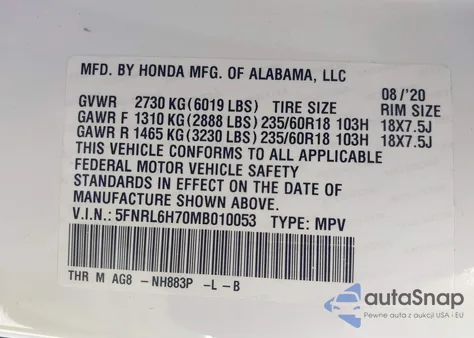 MFD. BY HONDA MFG. OF ALABAMA, LLC
08/'20
GVWR 2730 KG(6019 LBS) TIRE SIZE RIM SIZE
GAWR F 1310 KG(2888 LBS)235/60R18 103H 18X7.5J
GAWR R 1465 KG(3230 LBS)235/60R18 103H 18X7.5J
THIS VEHICLE CONFORMS TO ALL APPLICABLE
FEDERAL MOTOR VEHICLE SAFETY
STANDARDS IN EFFECT ON THE DATE OF
MANUFACTURE SHOWN ABOVE.
V.I.N.: 5FNRL6H70MB010053 TYPE: MPV
THR M AG8 -NH883P -L -B
autoSnap
Pewne auta z aukcji USA i EU